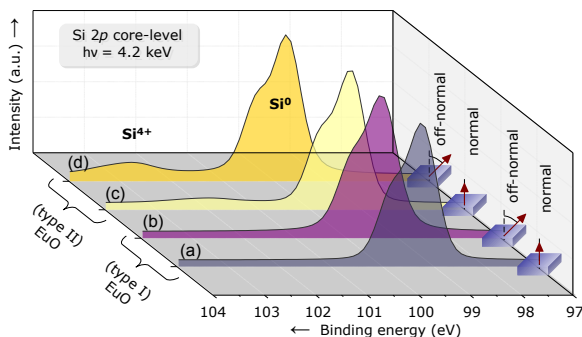 Intensity (a.u.) →
Si 2p core-level
hν = 4.2 keV
Si⁴⁺
Si⁰
off-normal
normal
off-normal
normal
(d)
(c)
(b)
(a)
(type II)
EuO
(type I)
EuO
104 103 102 101 100 99 98 97
← Binding energy (eV)